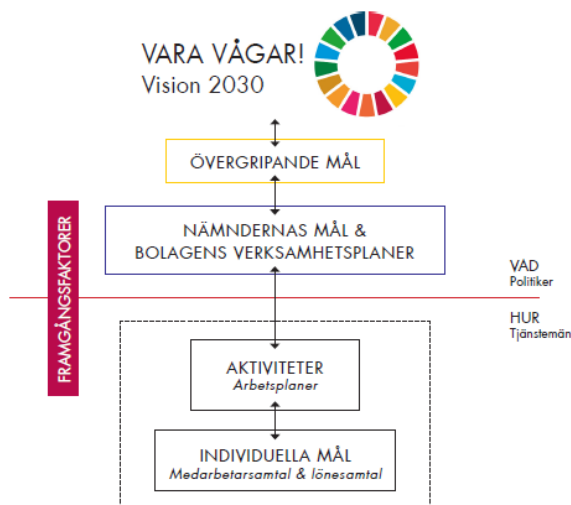 VARA VÅGAR!
Vision 2030
ÖVERGRIPANDE MÅL
NÄMNDERNAS MÅL &
BOLAGENS VERKSAMHETSPLANER
FRAMGÅNGSFAKTORER
VAD
Politiker
HUR
Tjänstemän
AKTIVITETER
Arbetsplaner
INDIVIDUELLA MÅL
Medarbetarsamtal & lönesamtal